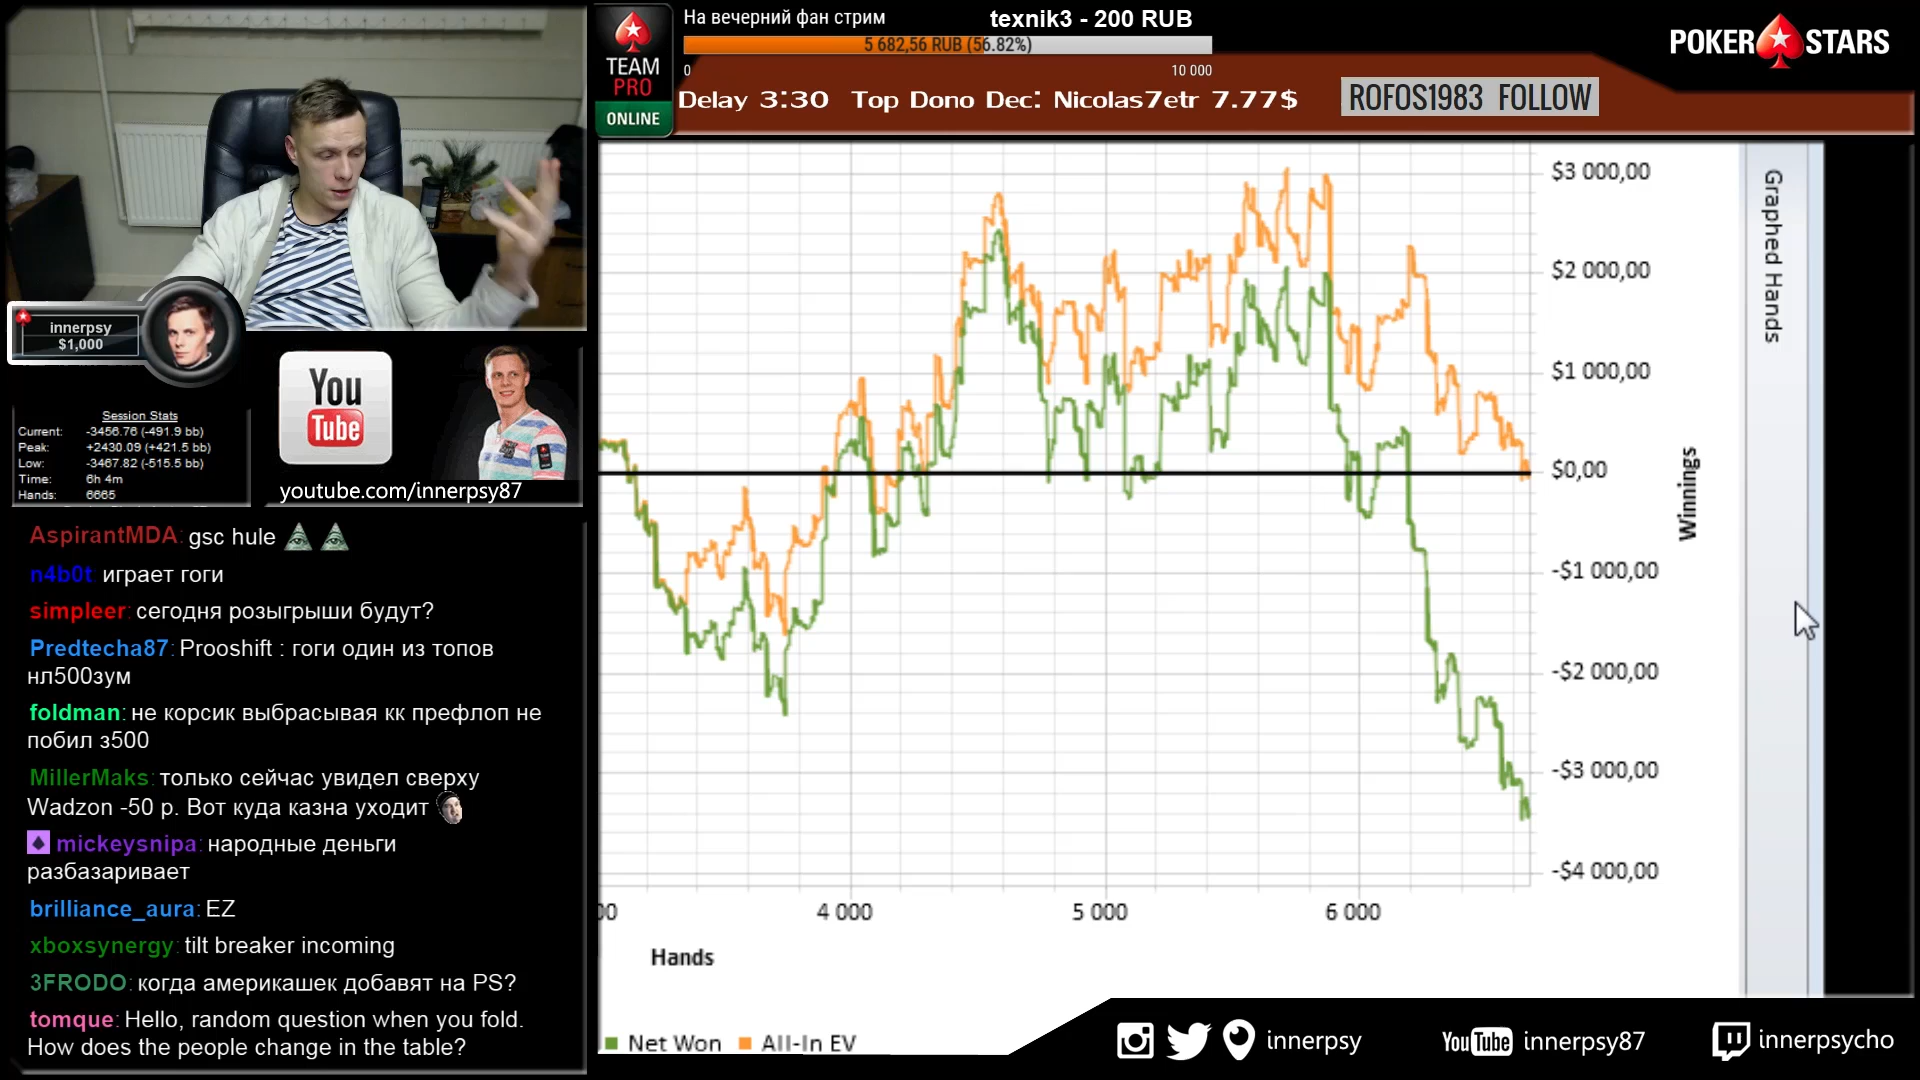 На вечерний фан стрим
texnik3 - 200 RUB
5 682,56 RUB (56.82%)
0
10 000
TEAM
PRO
ONLINE
Delay 3:30 Top Dono Dec: Nicolas7etr 7.77$
ROFOS1983 FOLLOW
POKER STARS
innerpsy
$1,000
Session Stats
Current: -3456.76 (-491.9 bb)
Peak: +2430.09 (+421.5 bb)
Low: -3467.82 (-515.5 bb)
Time: 6h 4m
Hands: 6665
You
Tube
youtube.com/innerpsy87
AspirantMDA: gsc hule
n4b0t: играет гоги
simpleer: сегодня розыгрыши будут?
Predtecha87: Prooshift : гоги один из топов
нл500зум
foldman: не корсик выбрасывая кк префлоп не
побил з500
MillerMaks: только сейчас увидел сверху
Wadzon -50 р. Вот куда казна уходит
mickeysnipa: народные деньги
разбазаривает
brilliance_aura: EZ
xboxsynergy: tilt breaker incoming
3FRODO: когда америкашек добавят на PS?
tomque: Hello, random question when you fold.
How does the people change in the table?
$3 000,00
$2 000,00
$1 000,00
$0,00
-$1 000,00
-$2 000,00
-$3 000,00
-$4 000,00
Winnings
Graphed Hands
00
4 000
5 000
6 000
Hands
Net Won
All-In EV
innerpsy
YouTube innerpsy87
innerpsycho